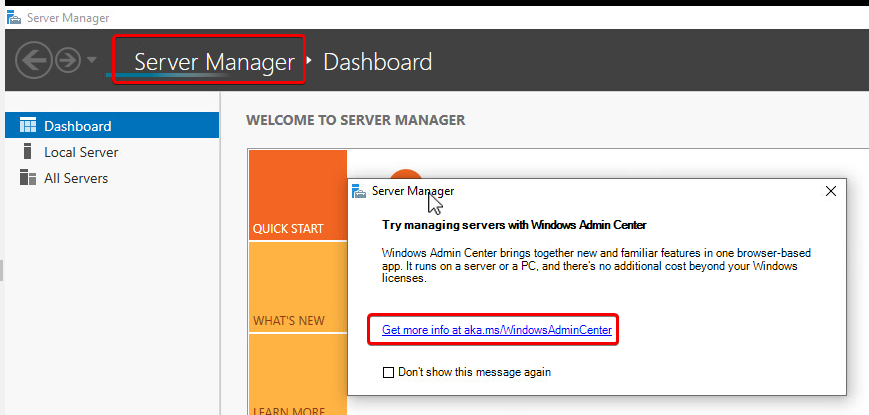 Server Manager
Server Manager
Dashboard
Dashboard
Local Server
All Servers
WELCOME TO SERVER MANAGER
QUICK START
WHAT'S NEW
LEARN MORE
Server Manager
Try managing servers with Windows Admin Center
Windows Admin Center brings together new and familiar features in one browser-based
app. It runs on a server or a PC, and there's no additional cost beyond your Windows
licenses.
Get more info at aka.ms/WindowsAdminCenter
Don't show this message again